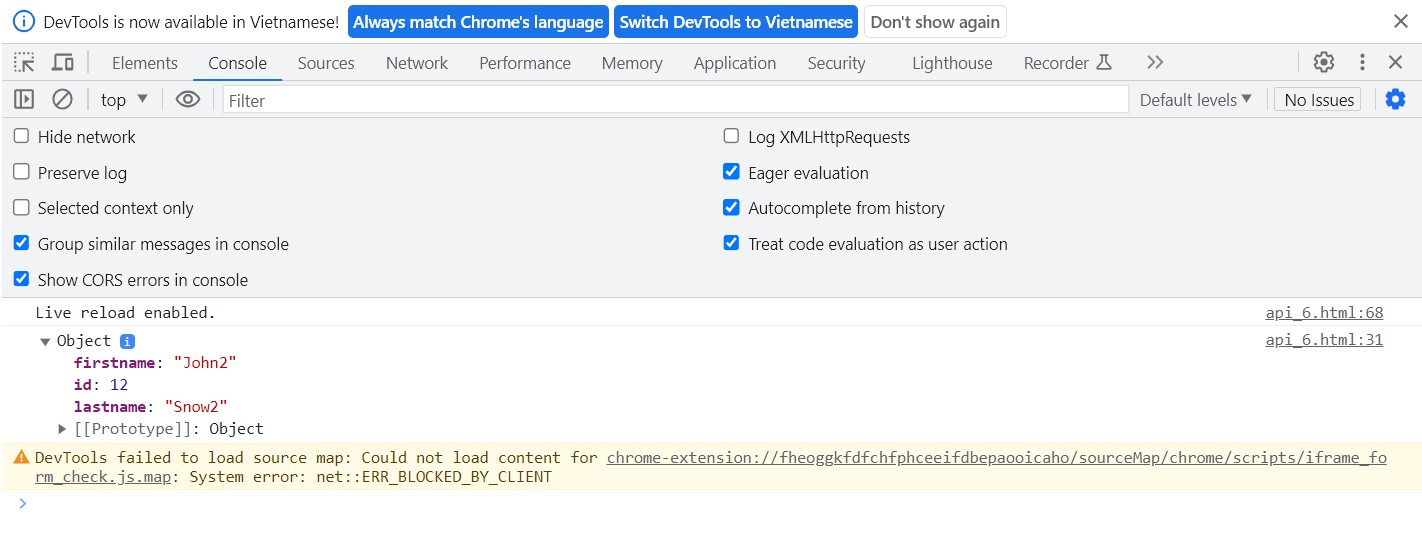 DevTools is now available in Vietnamese! Always match Chrome's language Switch DevTools to Vietnamese Don't show again
Elements Console Sources Network Performance Memory Application Security Lighthouse Recorder
top Filter Default levels No Issues
Hide network Log XMLHttpRequests
Preserve log Eager evaluation
Selected context only Autocomplete from history
Group similar messages in console Treat code evaluation as user action
Show CORS errors in console
Live reload enabled. api_6.html:68
Object i api_6.html:31
firstname: "John2"
id: 12
lastname: "Snow2"
[[Prototype]]: Object
DevTools failed to load source map: Could not load content for chrome-extension://fheoggkfdfchfphceeifdbepaooicaho/sourceMap/chrome/scripts/iframe_fo
rm_check.js.map: System error: net::ERR_BLOCKED_BY_CLIENT